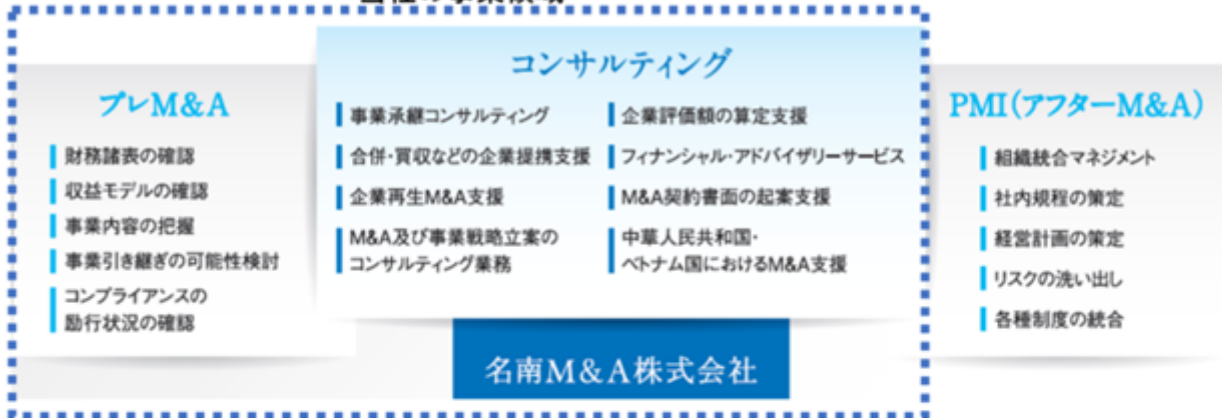 プレM&A
財務諸表の確認
収益モデルの確認
事業内容の把握
事業引き継ぎの可能性検討
コンプライアンスの
励行状況の確認
コンサルティング
事業承継コンサルティング
合併・買収などの企業提携支援
企業再生M&A支援
M&A及び事業戦略立案の
コンサルティング業務
企業評価額の算定支援
フィナンシャル・アドバイザリーサービス
M&A契約書面の起案支援
中華人民共和国・
ベトナム国におけるM&A支援
名南M&A株式会社
PMI(アフターM&A)
組織統合マネジメント
社内規程の策定
経営計画の策定
リスクの洗い出し
各種制度の統合